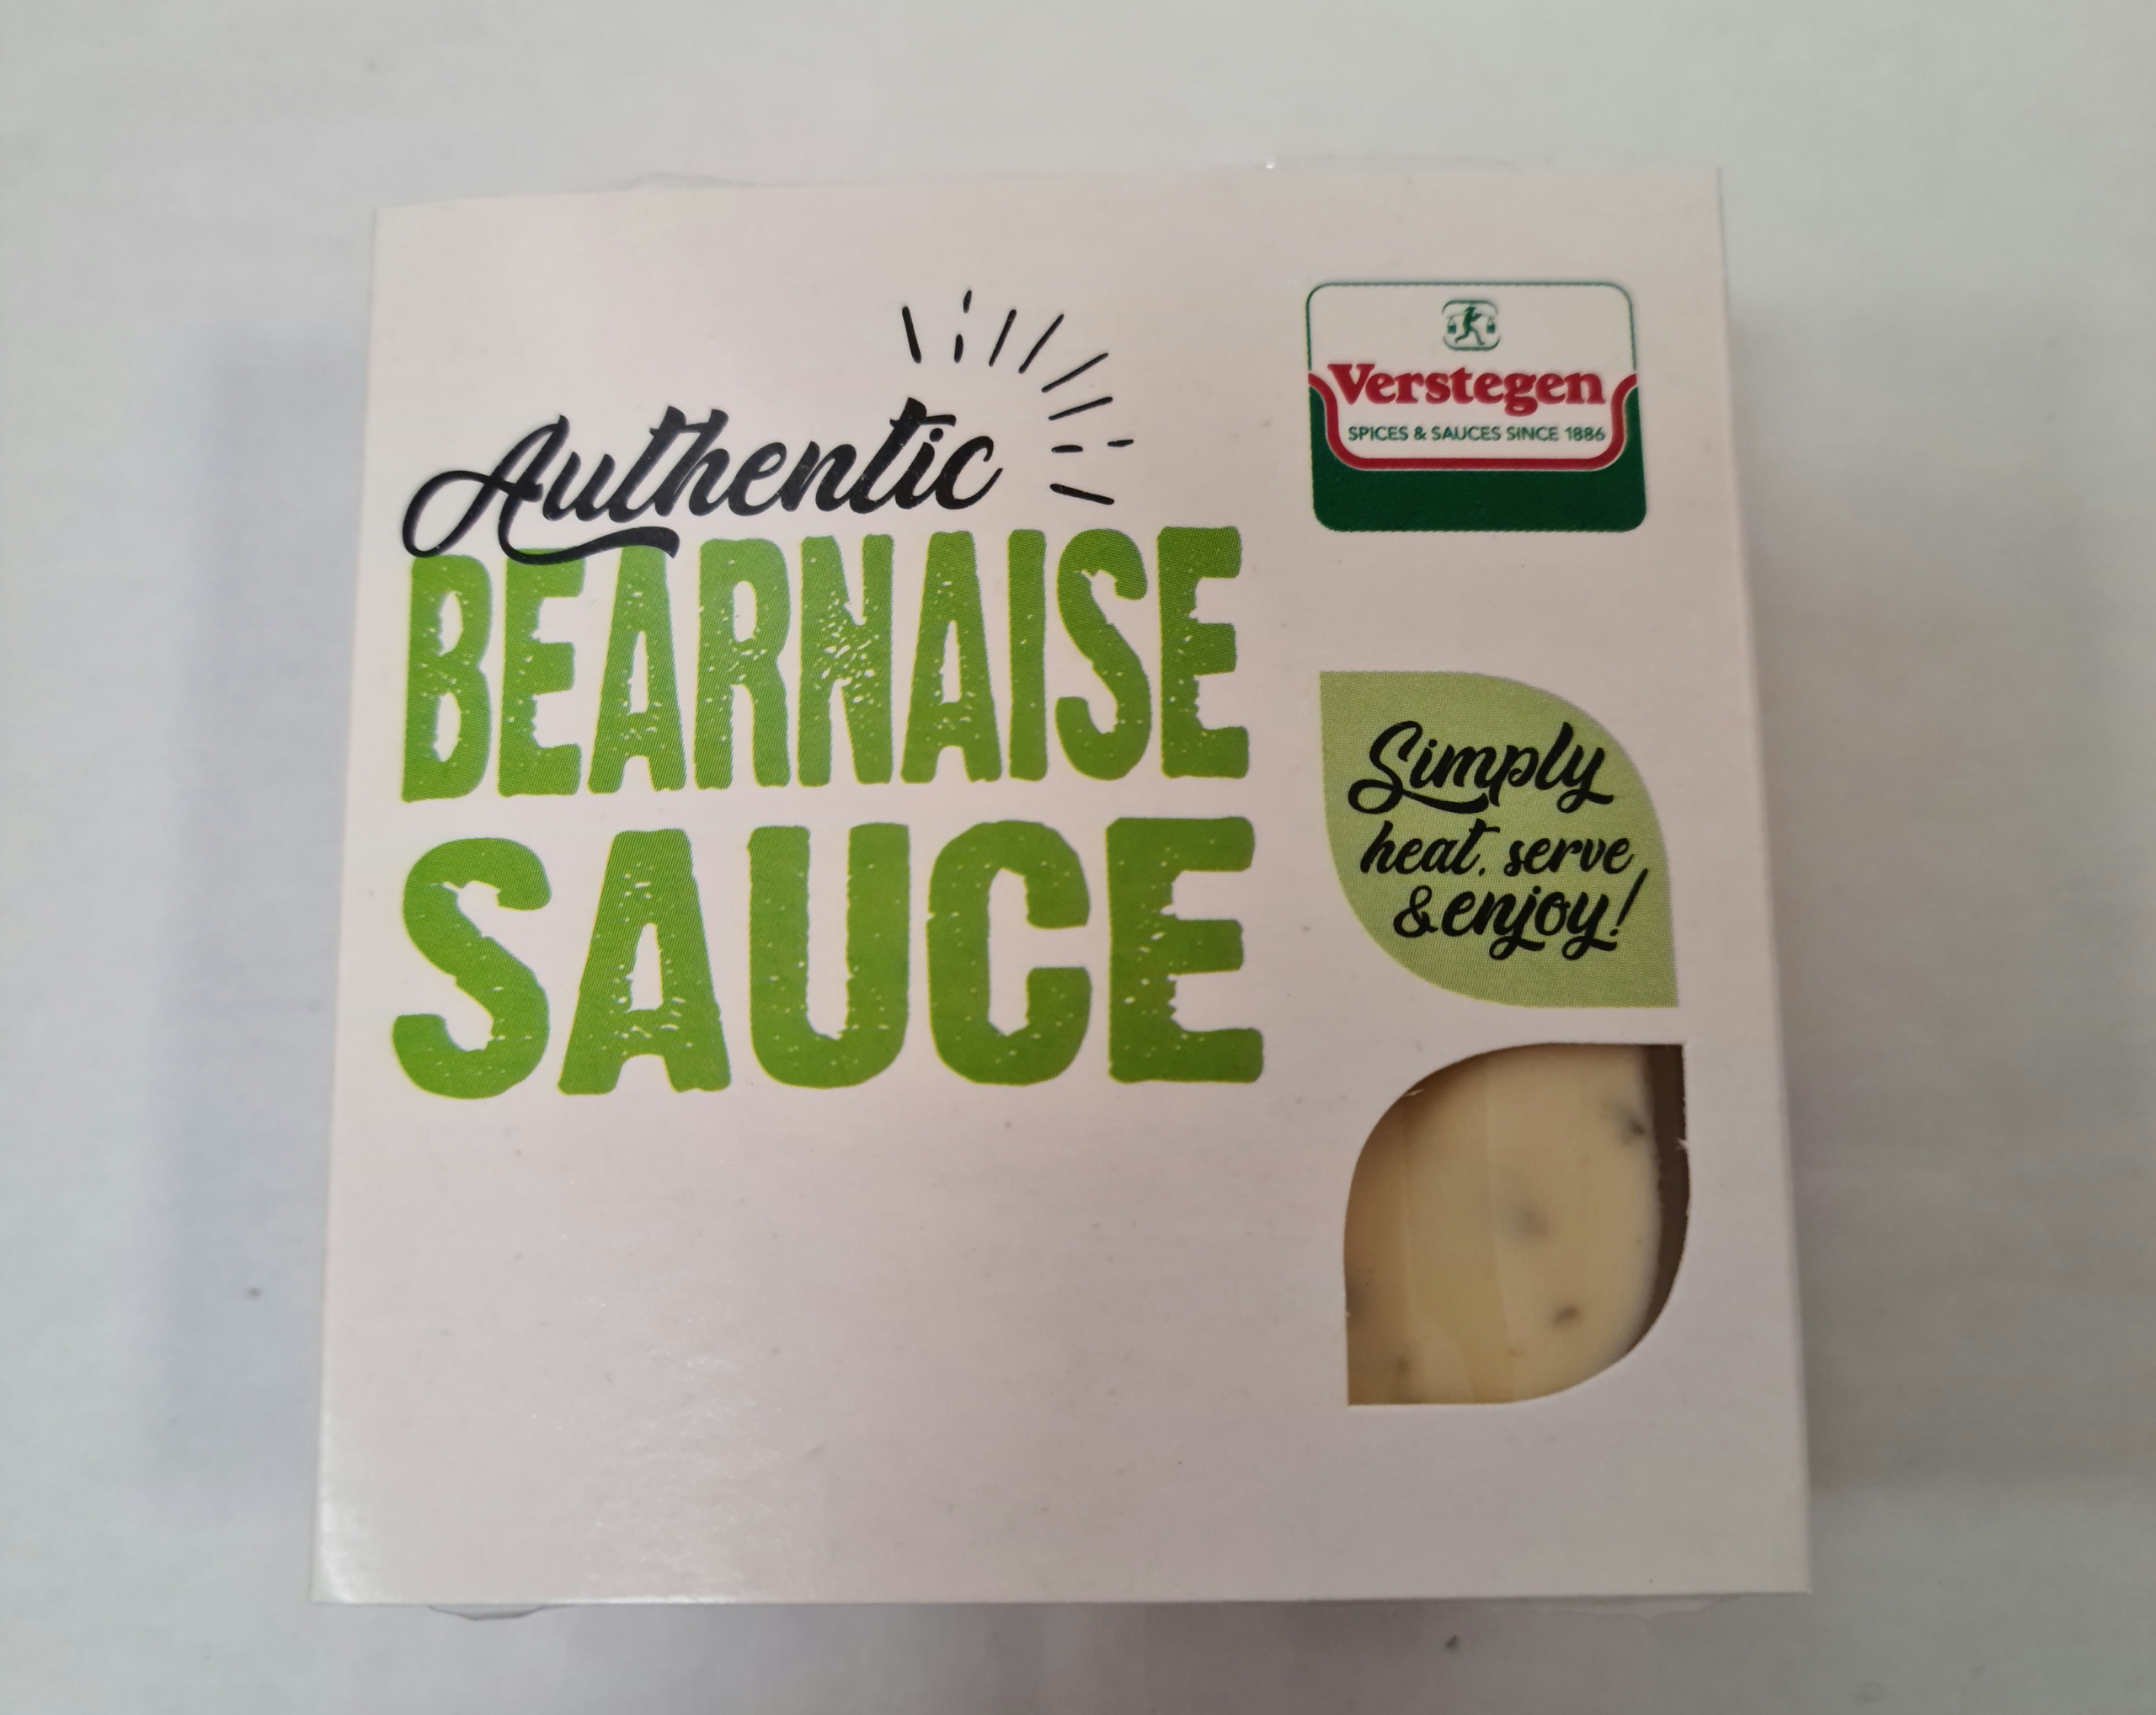 Authentic
BEARNAISE
SAUCE
Verstegen
SPICES & SAUCES SINCE 1886
Simply
heat, serve
& enjoy!